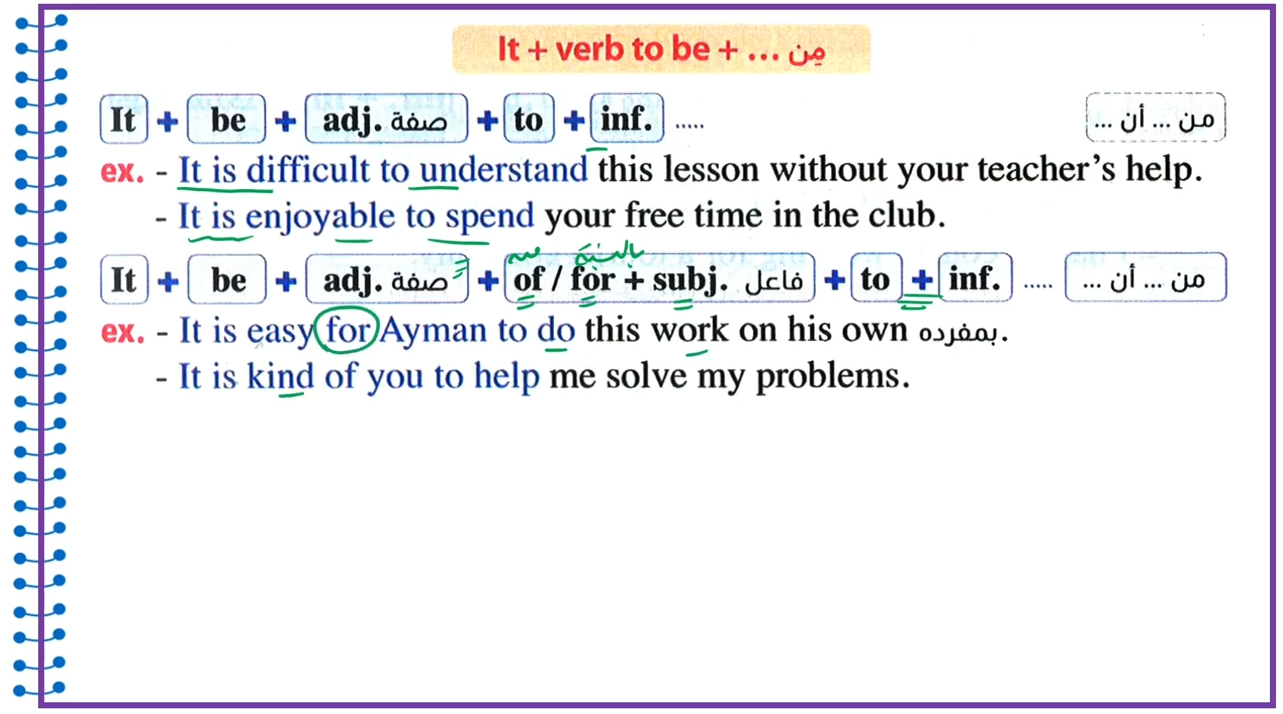 It + verb to be + ... مِن
It + be + adj. صفة + to + inf. ..... من ... أن ...
ex. - It is difficult to understand this lesson without your teacher's help.
- It is enjoyable to spend your free time in the club.
من بالنسبة
It + be + adj. صفة + of / for + subj. فاعل + to + inf. ..... من ... أن ...
ex. - It is easy for Ayman to do this work on his own بمفرده.
- It is kind of you to help me solve my problems.